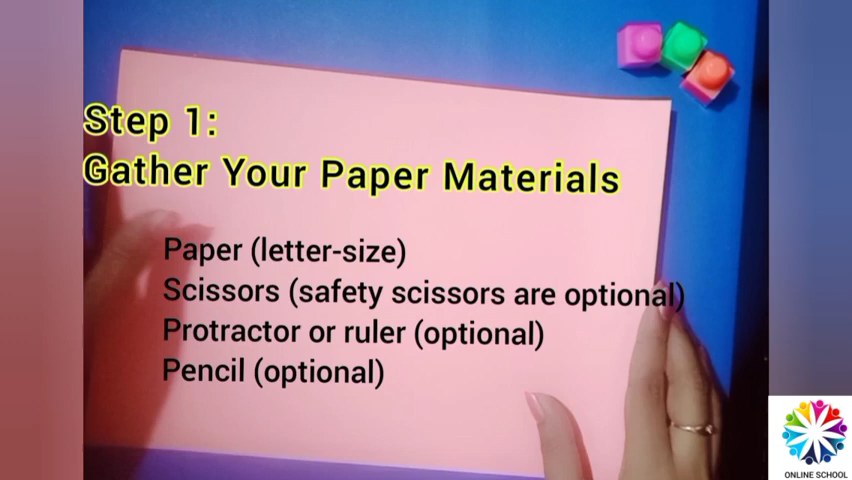 Step 1:
Gather Your Paper Materials
Paper (letter-size)
Scissors (safety scissors are optional)
Protractor or ruler (optional)
Pencil (optional)
ONLINE SCHOOL